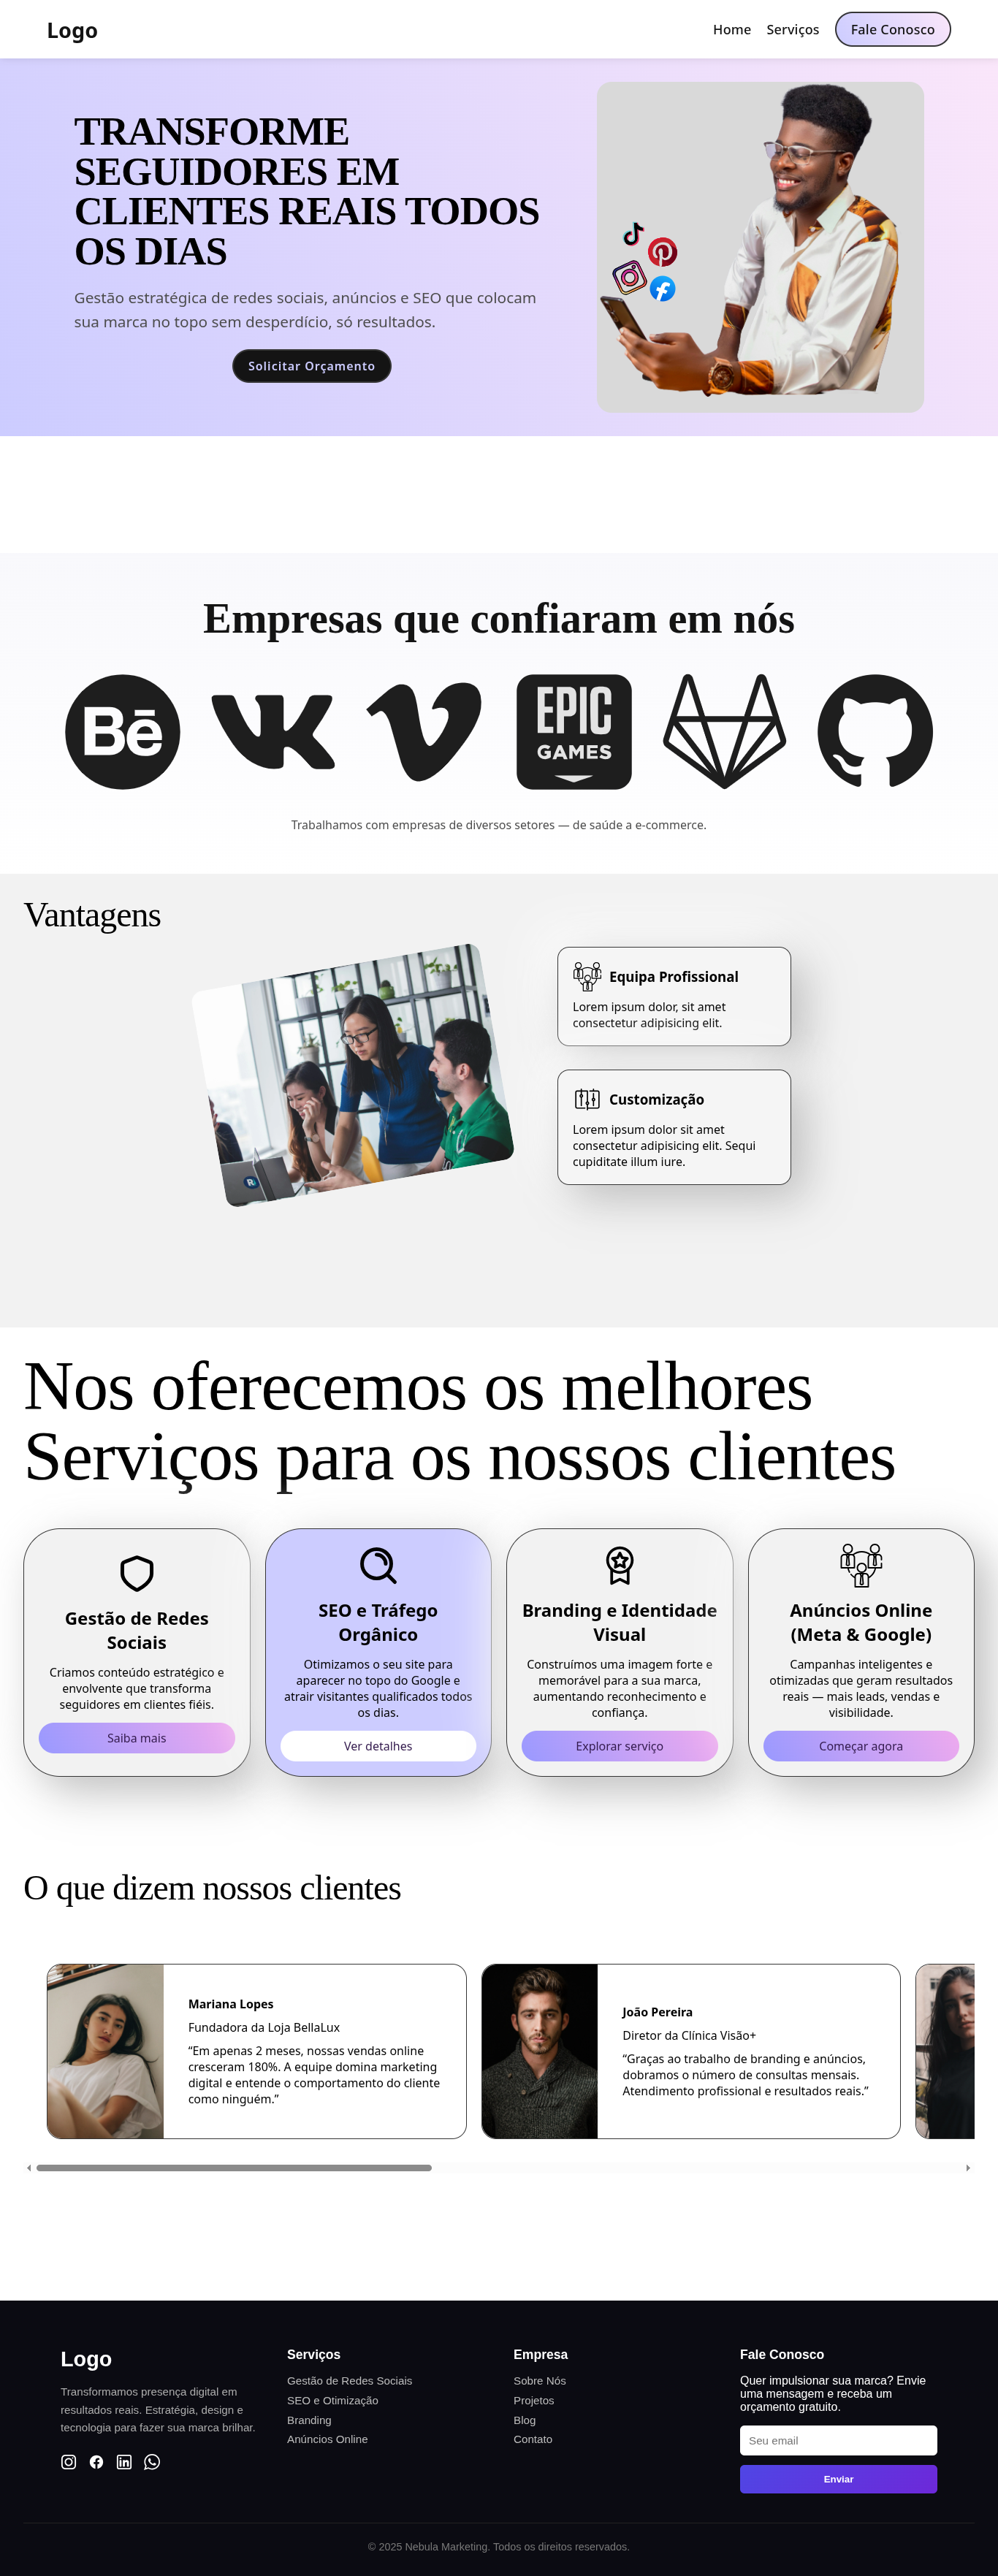 Logo
Home
Serviços
Fale Conosco
TRANSFORME
SEGUIDORES EM
CLIENTES REAIS TODOS
OS DIAS
Gestão estratégica de redes sociais, anúncios e SEO que colocam
sua marca no topo sem desperdício, só resultados.
Solicitar Orçamento
Empresas que confiaram em nós
Bē
EPIC
GAMES
Trabalhamos com empresas de diversos setores — de saúde a e-commerce.
Vantagens
Equipa Profissional
Lorem ipsum dolor, sit amet
consectetur adipisicing elit.
Customização
Lorem ipsum dolor sit amet
consectetur adipisicing elit. Sequi
cupiditate illum iure.
Nos oferecemos os melhores
Serviços para os nossos clientes
Gestão de Redes
Sociais
Criamos conteúdo estratégico e
envolvente que transforma
seguidores em clientes fiéis.
Saiba mais
SEO e Tráfego
Orgânico
Otimizamos o seu site para
aparecer no topo do Google e
atrair visitantes qualificados todos
os dias.
Ver detalhes
Branding e Identidade
Visual
Construímos uma imagem forte e
memorável para a sua marca,
aumentando reconhecimento e
confiança.
Explorar serviço
Anúncios Online
(Meta & Google)
Campanhas inteligentes e
otimizadas que geram resultados
reais — mais leads, vendas e
visibilidade.
Começar agora
O que dizem nossos clientes
Mariana Lopes
Fundadora da Loja BellaLux
“Em apenas 2 meses, nossas vendas online
cresceram 180%. A equipe domina marketing
digital e entende o comportamento do cliente
como ninguém.”
João Pereira
Diretor da Clínica Visão+
“Graças ao trabalho de branding e anúncios,
dobramos o número de consultas mensais.
Atendimento profissional e resultados reais.”
Logo
Transformamos presença digital em
resultados reais. Estratégia, design e
tecnologia para fazer sua marca brilhar.
Serviços
Gestão de Redes Sociais
SEO e Otimização
Branding
Anúncios Online
Empresa
Sobre Nós
Projetos
Blog
Contato
Fale Conosco
Quer impulsionar sua marca? Envie
uma mensagem e receba um
orçamento gratuito.
Seu email
Enviar
© 2025 Nebula Marketing. Todos os direitos reservados.